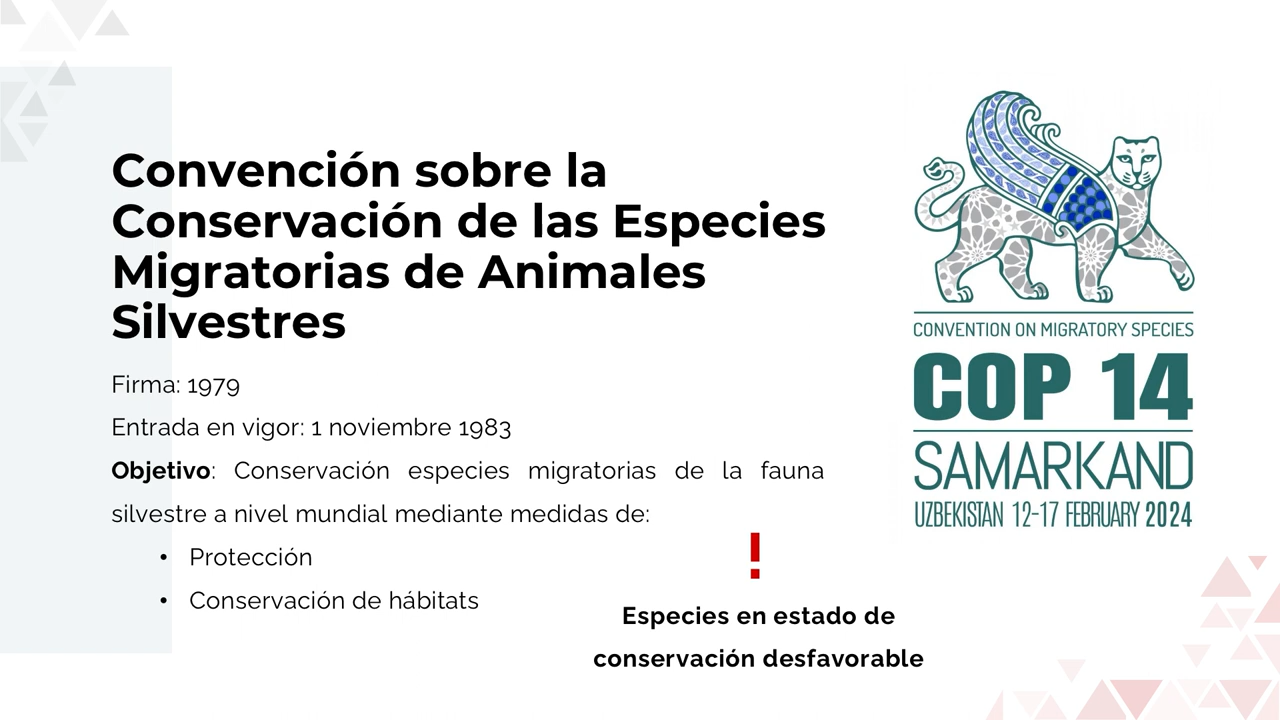 Convención sobre la
Conservación de las Especies
Migratorias de Animales
Silvestres
Firma: 1979
Entrada en vigor: 1 noviembre 1983
Objetivo: Conservación especies migratorias de la fauna
silvestre a nivel mundial mediante medidas de:
• Protección
• Conservación de hábitats
!
Especies en estado de
conservación desfavorable
CONVENTION ON MIGRATORY SPECIES
COP 14
SAMARKAND
UZBEKISTAN 12-17 FEBRUARY 2024